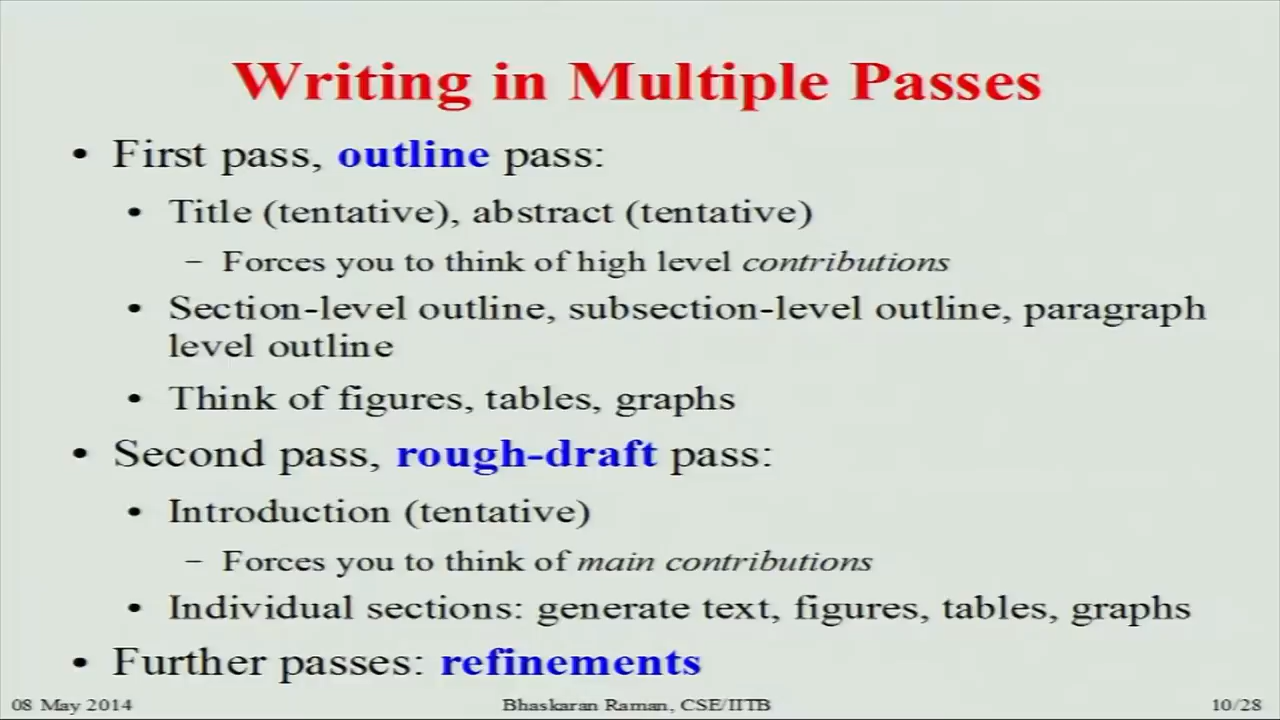 Writing in Multiple Passes
• First pass, outline pass:
• Title (tentative), abstract (tentative)
– Forces you to think of high level contributions
• Section-level outline, subsection-level outline, paragraph
level outline
• Think of figures, tables, graphs
• Second pass, rough-draft pass:
• Introduction (tentative)
– Forces you to think of main contributions
• Individual sections: generate text, figures, tables, graphs
• Further passes: refinements
08 May 2014 Bhaskaran Raman, CSE/IITB 10/28